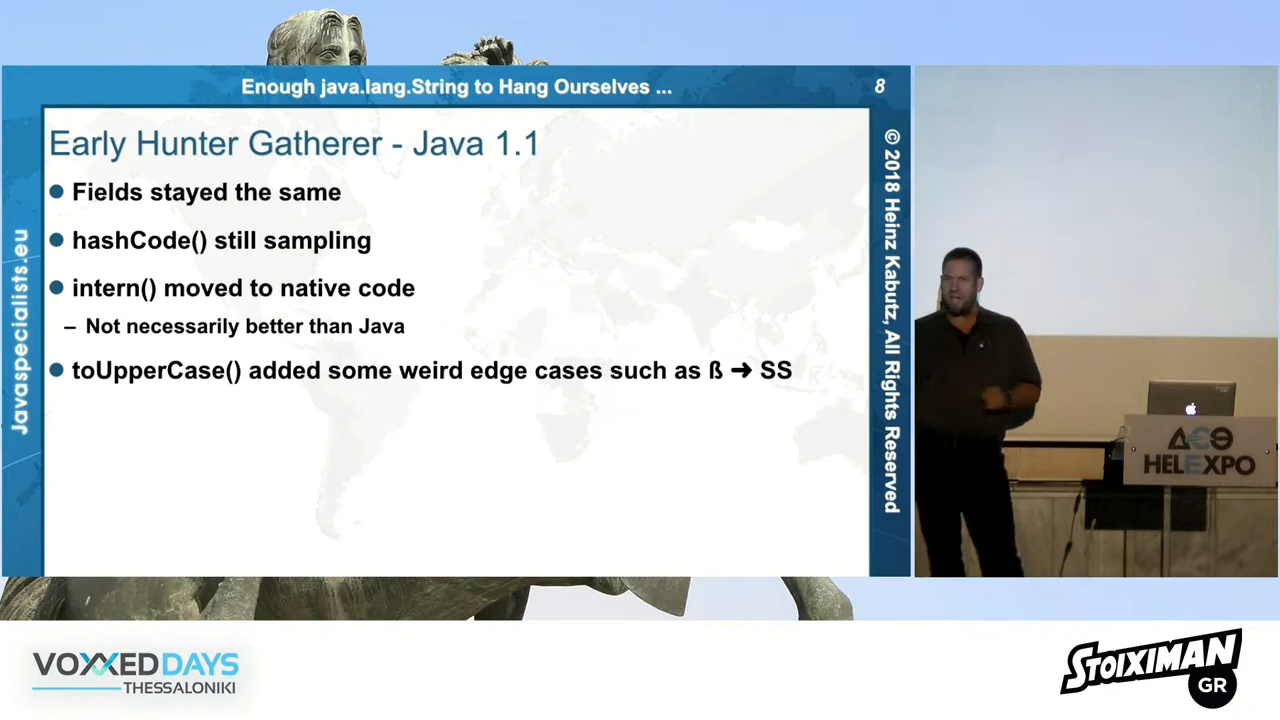 Enough java.lang.String to Hang Ourselves ...
8
Early Hunter Gatherer - Java 1.1
● Fields stayed the same
● hashCode() still sampling
● intern() moved to native code
– Not necessarily better than Java
● toUpperCase() added some weird edge cases such as ß ➜ SS
Javaspecialists.eu
© 2018 Heinz Kabutz, All Rights Reserved
ΔΕΘ
HELEXPO
VOXXED DAYS
THESSALONIKI
STOIXIMAN
GR